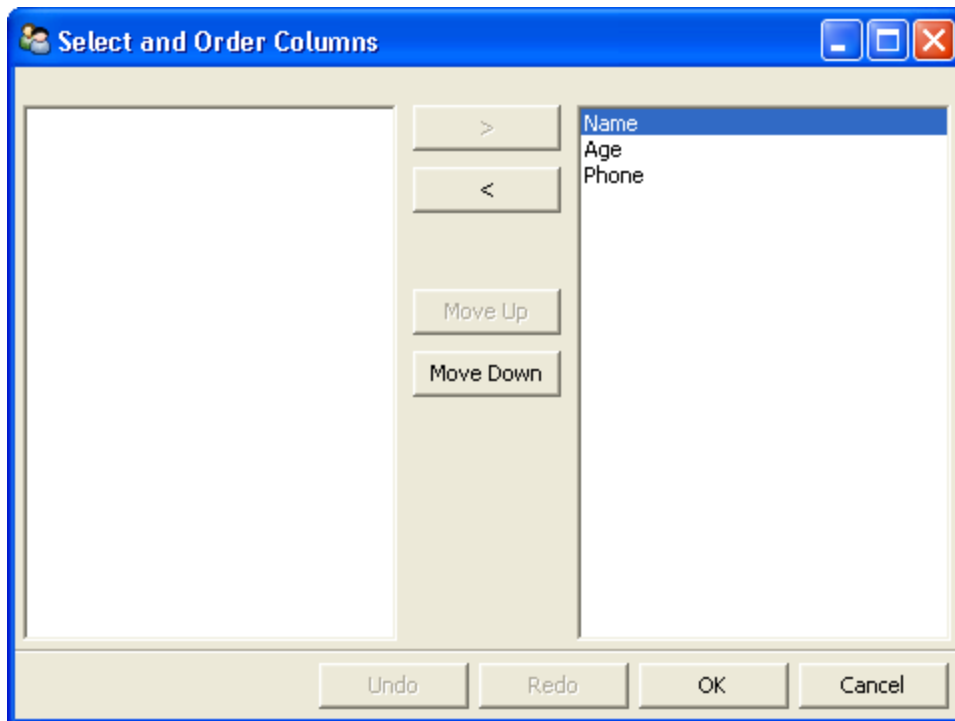 Select and Order Columns
>
<
Move Up
Move Down
Name
Age
Phone
Undo
Redo
OK
Cancel